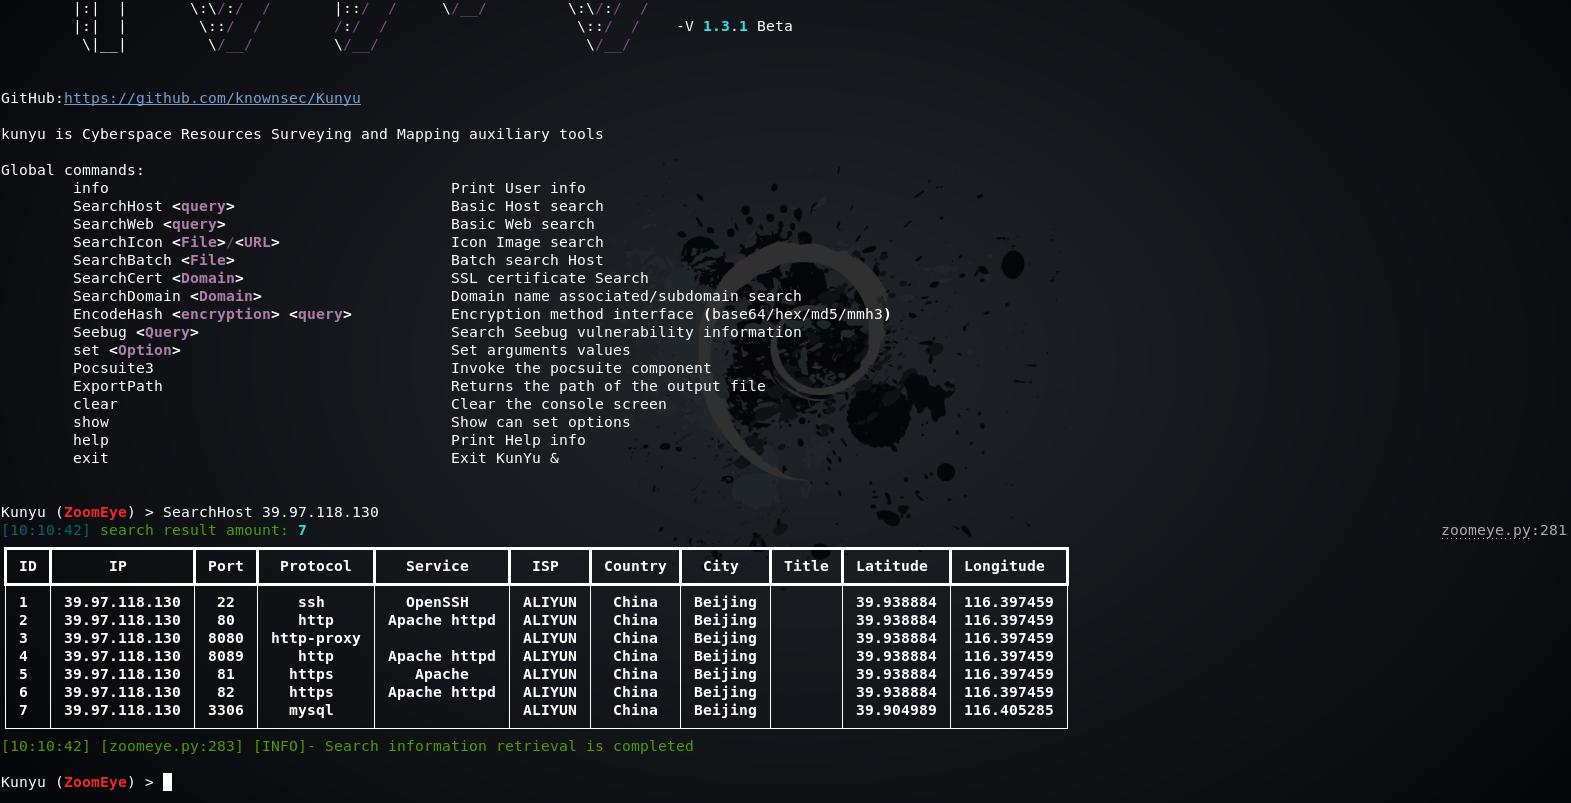 |:| | \:\/:/ / |::/ / \/__/ \:\/:/ /
|:| | \::/ / /:/ / \::/ / -V 1.3.1 Beta
\|__| \/__/ \/__/ \/__/
GitHub:https://github.com/knownsec/Kunyu
kunyu is Cyberspace Resources Surveying and Mapping auxiliary tools
Global commands:
info Print User info
SearchHost <query> Basic Host search
SearchWeb <query> Basic Web search
SearchIcon <File>/<URL> Icon Image search
SearchBatch <File> Batch search Host
SearchCert <Domain> SSL certificate Search
SearchDomain <Domain> Domain name associated/subdomain search
EncodeHash <encryption> <query> Encryption method interface (base64/hex/md5/mmh3)
Seebug <Query> Search Seebug vulnerability information
set <Option> Set arguments values
Pocsuite3 Invoke the pocsuite component
ExportPath Returns the path of the output file
clear Clear the console screen
show Show can set options
help Print Help info
exit Exit KunYu &
Kunyu (ZoomEye) > SearchHost 39.97.118.130
[10:10:42] search result amount: 7 zoomeye.py:281
ID IP Port Protocol Service ISP Country City Title Latitude Longitude
1 39.97.118.130 22 ssh OpenSSH ALIYUN China Beijing 39.938884 116.397459
2 39.97.118.130 80 http Apache httpd ALIYUN China Beijing 39.938884 116.397459
3 39.97.118.130 8080 http-proxy ALIYUN China Beijing 39.938884 116.397459
4 39.97.118.130 8089 http Apache httpd ALIYUN China Beijing 39.938884 116.397459
5 39.97.118.130 81 https Apache ALIYUN China Beijing 39.938884 116.397459
6 39.97.118.130 82 https Apache httpd ALIYUN China Beijing 39.938884 116.397459
7 39.97.118.130 3306 mysql ALIYUN China Beijing 39.904989 116.405285
[10:10:42] [zoomeye.py:283] [INFO]- Search information retrieval is completed
Kunyu (ZoomEye) >